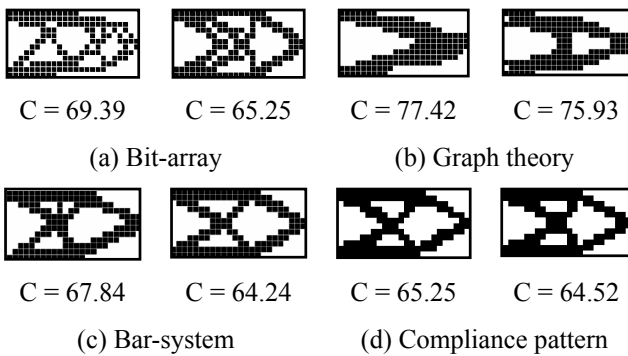 C = 69.39 C = 65.25 C = 77.42 C = 75.93
(a) Bit-array (b) Graph theory
C = 67.84 C = 64.24 C = 65.25 C = 64.52
(c) Bar-system (d) Compliance pattern